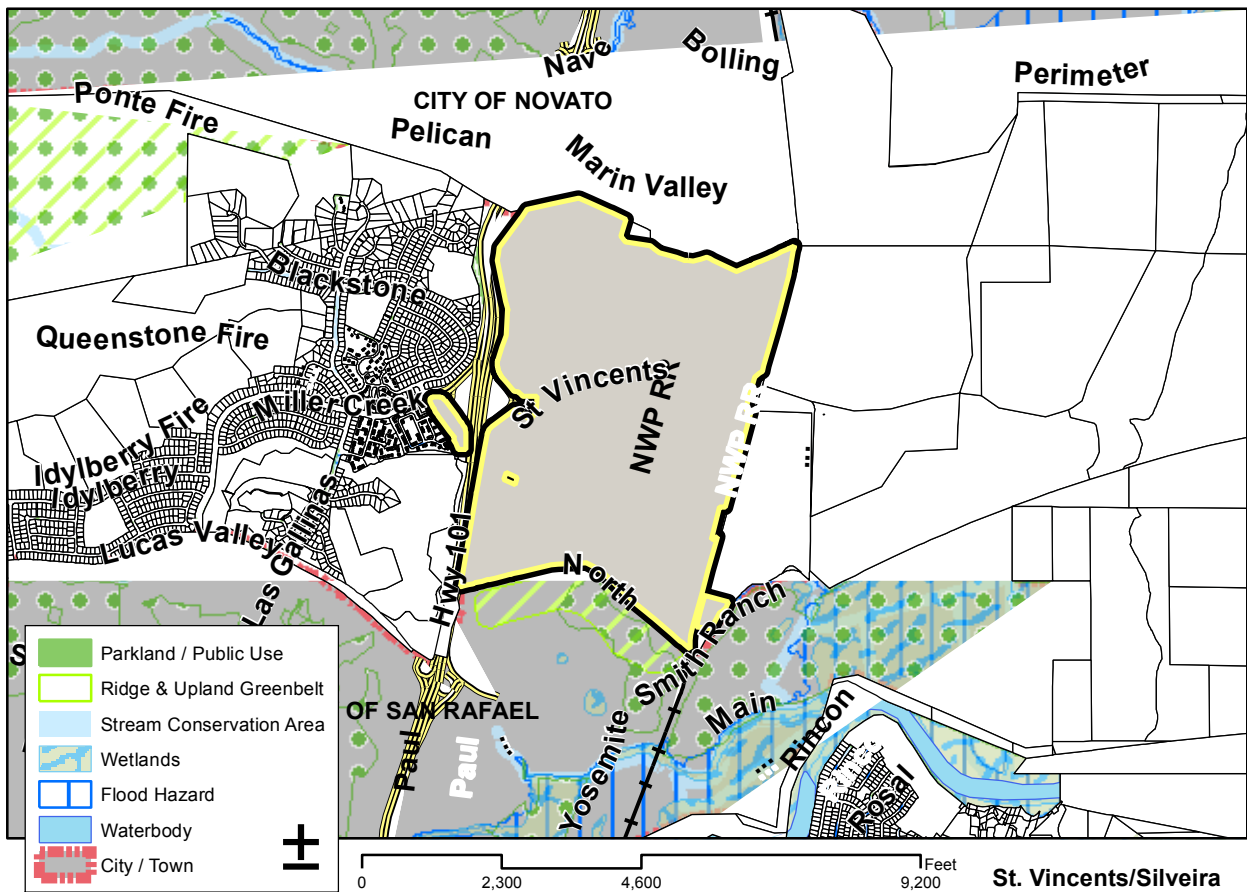 Nave
Bolling
Perimeter
Ponte Fire
CITY OF NOVATO
Pelican
Marin Valley
Blackstone
Queenstone Fire
St Vincents
NWP RR
NWP RR
Miller Creek
Idylberry Fire
Idylberry
Lucas Valley
Las Gallinas
Hwy 101
North
Smith Ranch
Main
Rincon
OF SAN RAFAEL
Paul
Paul
Yosemite
Rosal
S
Parkland / Public Use
Ridge & Upland Greenbelt
Stream Conservation Area
Wetlands
Flood Hazard
Waterbody
City / Town
±
Feet
0 2,300 4,600 9,200
St. Vincents/Silveira